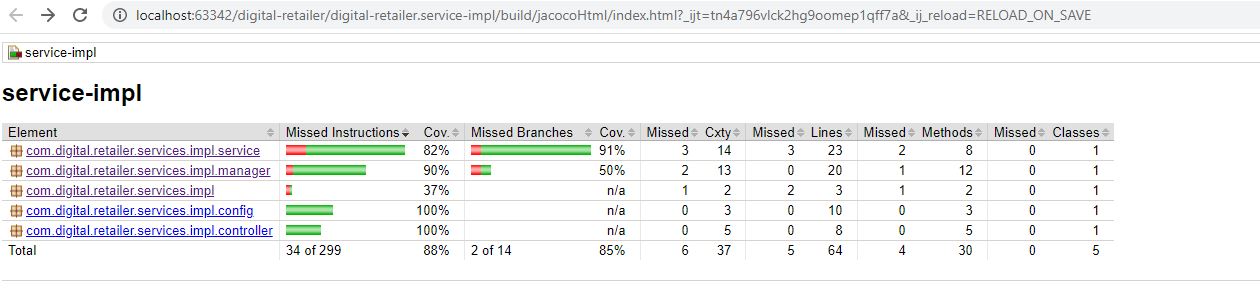 localhost:63342/digital-retailer/digital-retailer.service-impl/build/jacocoHtml/index.html?_ijt=tn4a796vlck2hg9oomep1qff7a&_ij_reload=RELOAD_ON_SAVE
service-impl
service-impl
Element Missed Instructions Cov. Missed Branches Cov. Missed Cxty Missed Lines Missed Methods Missed Classes
com.digital.retailer.services.impl.service 82% 91% 3 14 3 23 2 8 0 1
com.digital.retailer.services.impl.manager 90% 50% 2 13 0 20 1 12 0 1
com.digital.retailer.services.impl 37% n/a 1 2 2 3 1 2 0 1
com.digital.retailer.services.impl.config 100% n/a 0 3 0 10 0 3 0 1
com.digital.retailer.services.impl.controller 100% n/a 0 5 0 8 0 5 0 1
Total 34 of 299 88% 2 of 14 85% 6 37 5 64 4 30 0 5